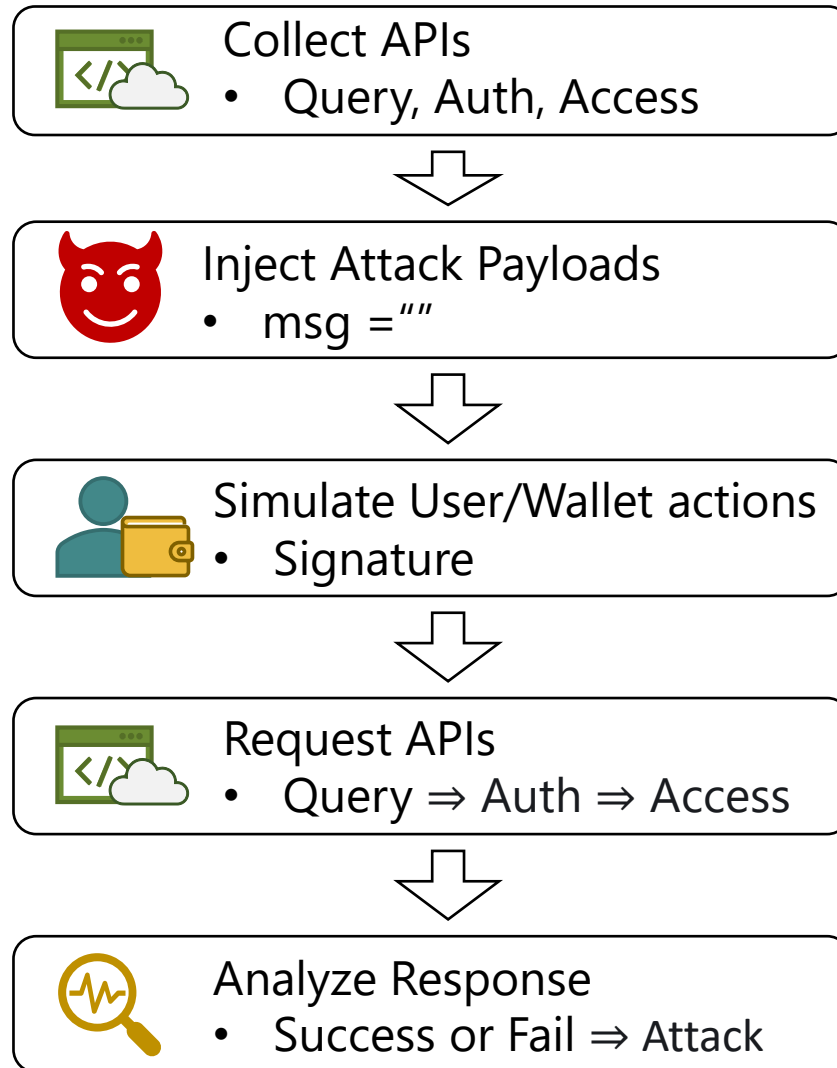 </>
Collect APIs
• Query, Auth, Access
Inject Attack Payloads
• msg =“”
Simulate User/Wallet actions
• Signature
</>
Request APIs
• Query ⇒ Auth ⇒ Access
Analyze Response
• Success or Fail ⇒ Attack